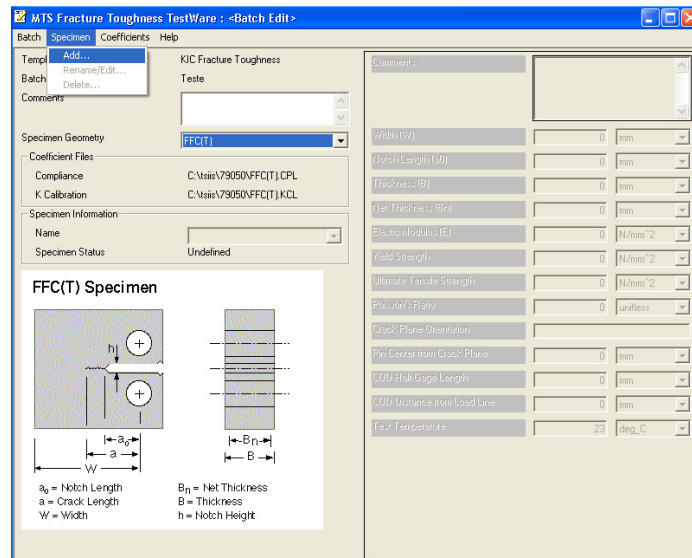 MTS Fracture Toughness TestWare : <Batch Edit>
Batch Specimen Coefficients Help
Add...
Rename/Edit...
Delete...
Templ KIC Fracture Toughness
Batch Teste
Comments
Specimen Geometry FFC(T)
Coefficient Files
Compliance C:\tsiis\79050\FFC(T).CPL
K Calibration C:\tsiis\79050\FFC(T).KCL
Specimen Information
Name
Specimen Status Undefined
FFC(T) Specimen
h
a₀
a
W
Bn
B
a₀ = Notch Length
a = Crack Length
W = Width
Bn = Net Thickness
B = Thickness
h = Notch Height
Comments
Width (W) 0 mm
Notch Length (a0) 0 mm
Thickness (B) 0 mm
Net Thickness (Bn) 0 mm
Elastic Modulus (E) 0 N/mm^2
Yield Strength 0 N/mm^2
Ultimate Tensile Strength 0 N/mm^2
Poisson's Ratio 0 unitless
Crack Plane Orientation
Pin Center from Crack Plane 0 mm
COD Half-Gage Length 0 mm
COD Distance from Load Line 0 mm
Test Temperature 23 deg_C